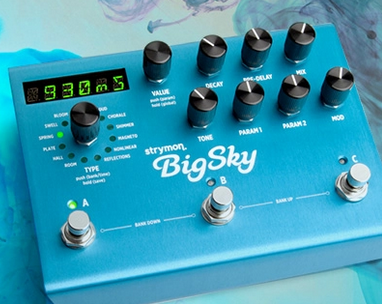 930mS
VALUE
push (param)
hold (global)
DECAY
PRE-DELAY
MIX
BLOOM
CLOUD
SWELL
CHORALE
SPRING
SHIMMER
PLATE
MAGNETO
HALL
NONLINEAR
ROOM
REFLECTIONS
TYPE
push (bank/tone)
hold (save)
TONE
PARAM 1
PARAM 2
MOD
strymon.
BigSky
A
B
C
BANK DOWN
BANK UP